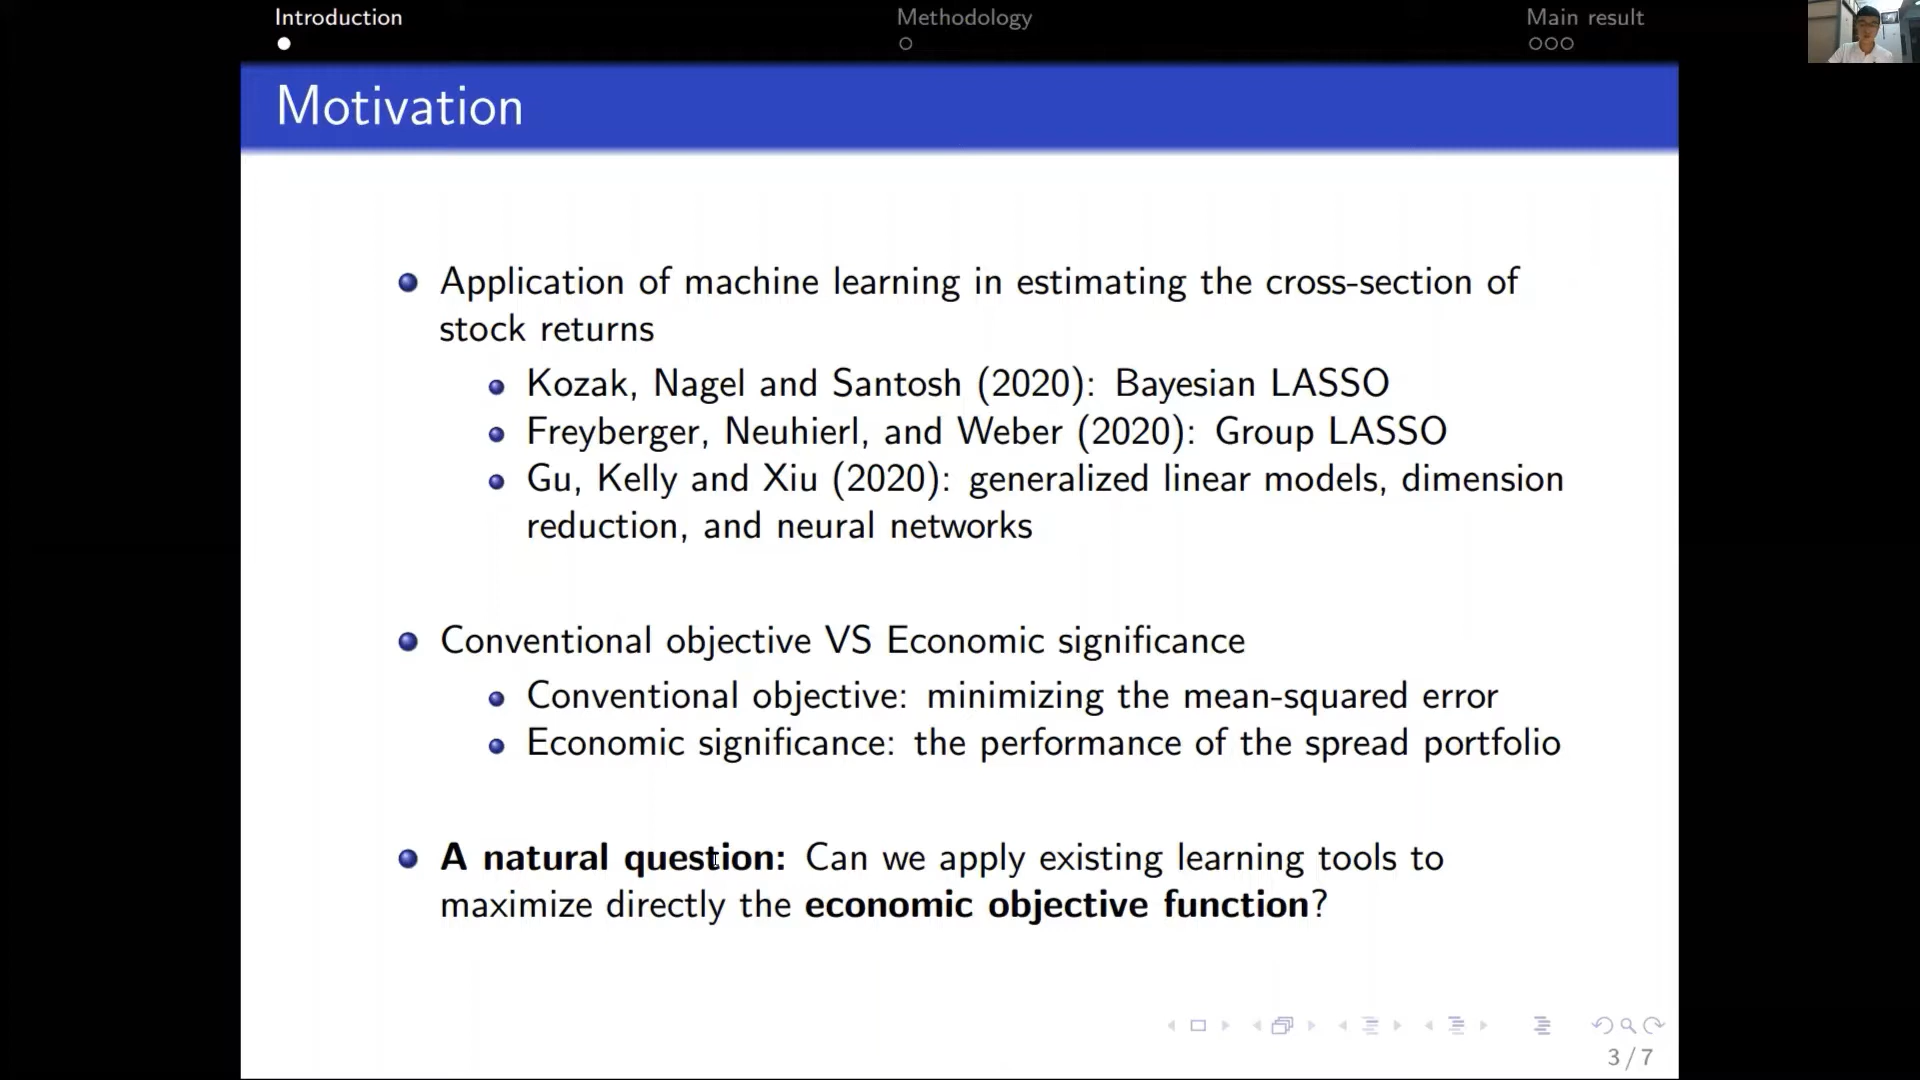 Introduction
Methodology
Main result
Motivation
Application of machine learning in estimating the cross-section of
stock returns
Kozak, Nagel and Santosh (2020): Bayesian LASSO
Freyberger, Neuhierl, and Weber (2020): Group LASSO
Gu, Kelly and Xiu (2020): generalized linear models, dimension
reduction, and neural networks
Conventional objective VS Economic significance
Conventional objective: minimizing the mean-squared error
Economic significance: the performance of the spread portfolio
A natural question: Can we apply existing learning tools to
maximize directly the economic objective function?
3 / 7